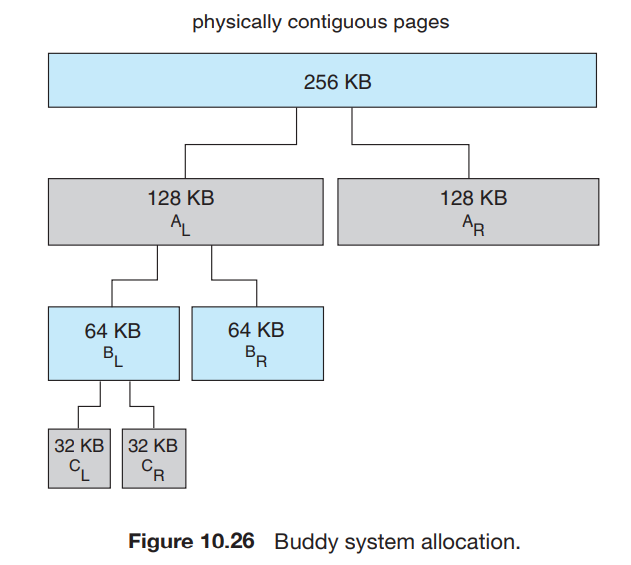 physically contiguous pages
256 KB
128 KB
A_L
128 KB
A_R
64 KB
B_L
64 KB
B_R
32 KB
C_L
32 KB
C_R
Figure 10.26 Buddy system allocation.